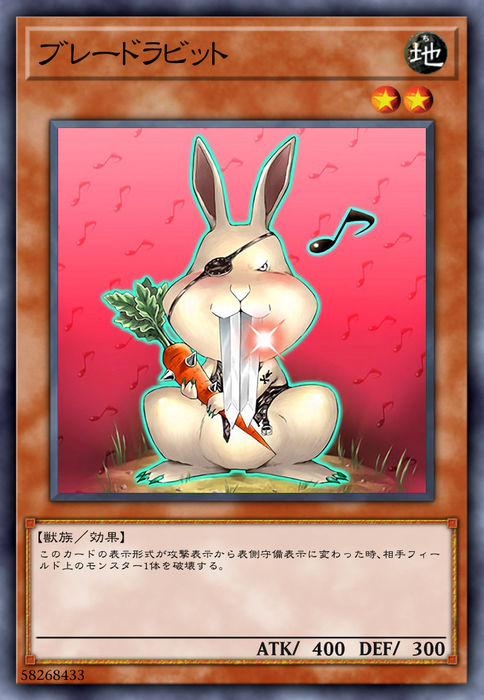 ブレードラビット
ち
地
【獣族／効果】
このカードの表示形式が攻撃表示から表側守備表示に変わった時、相手フィー
ルド上のモンスター1体を破壊する。
ATK/ 400 DEF/ 300
58268433